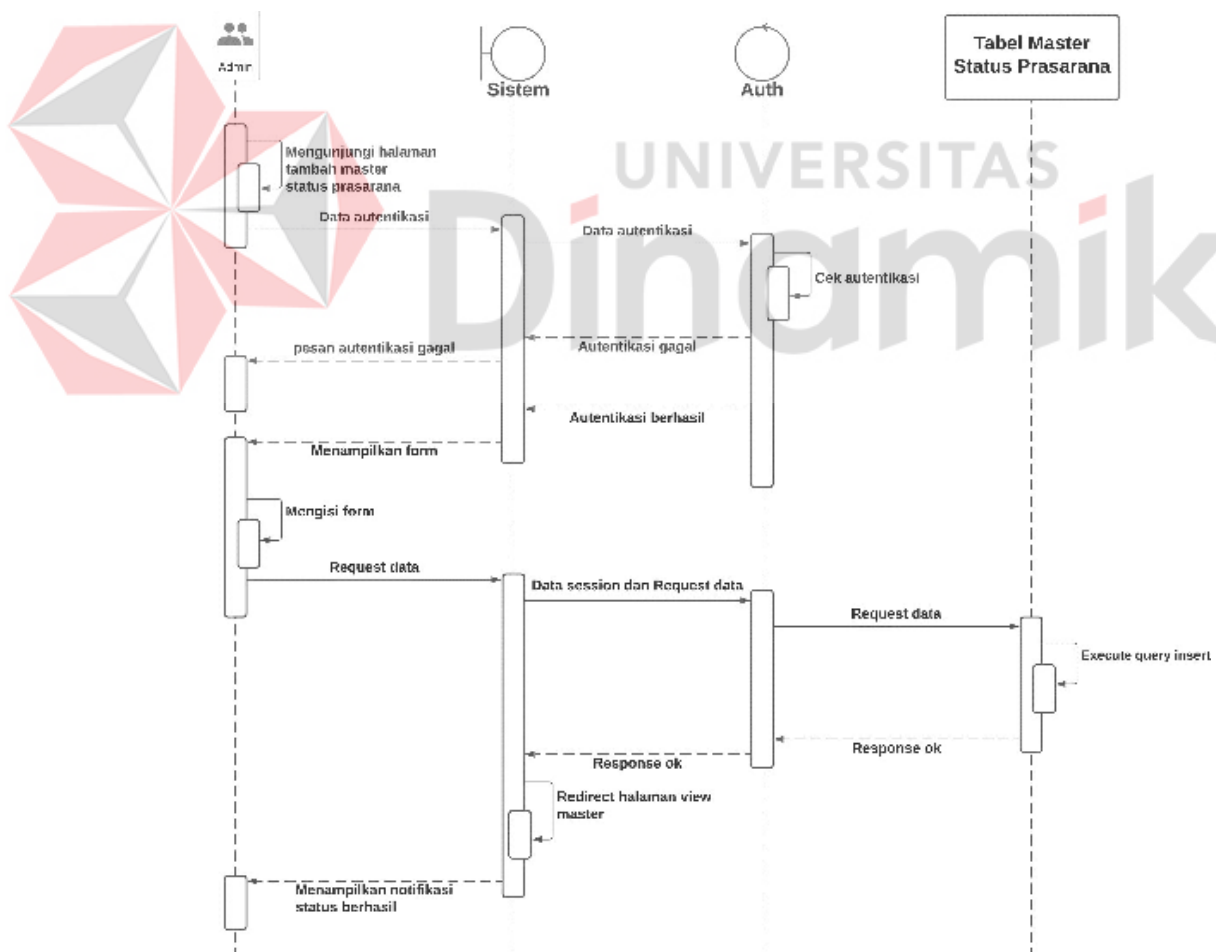 Admin
Sistem
Auth
Tabel Master
Status Prasarana
UNIVERSITAS
Dinamika
Mengunjungi halaman
tambah master
status prasarana
Data autentikasi
Data autentikasi
Cek autentikasi
Autentikasi gagal
pesan autentikasi gagal
Autentikasi berhasil
Menampilkan form
Mengisi form
Request data
Data session dan Request data
Request data
Execute query insert
Response ok
Response ok
Redirect halaman view
master
Menampilkan notifikasi
status berhasil